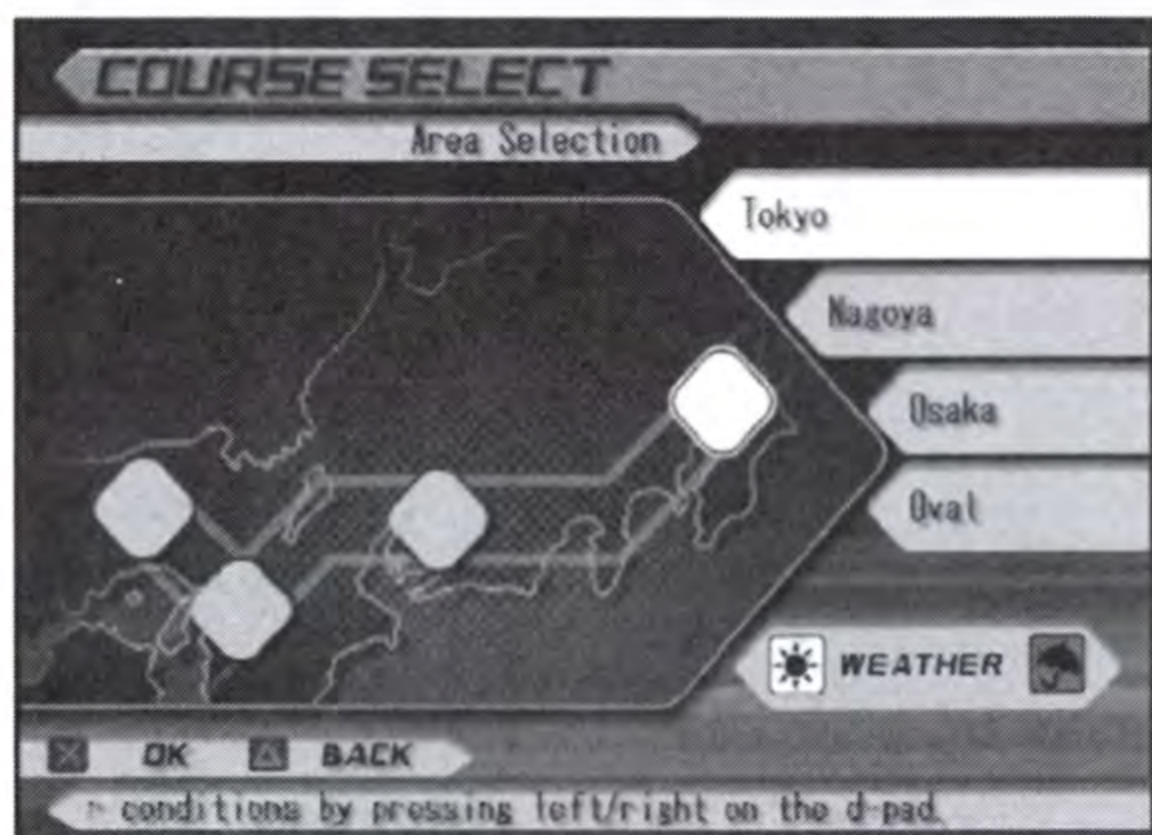 COURSE SELECT
Area Selection
Tokyo
Nagoya
Osaka
Oval
WEATHER
OK BACK
conditions by pressing left/right on the d-pad.